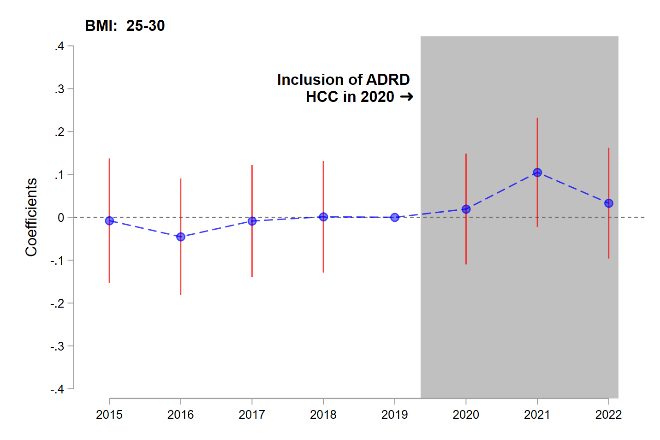 BMI: 25-30
Inclusion of ADRD
HCC in 2020 →
Coefficients
.4
.3
.2
.1
0
-.1
-.2
-.3
-.4
2015 2016 2017 2018 2019 2020 2021 2022